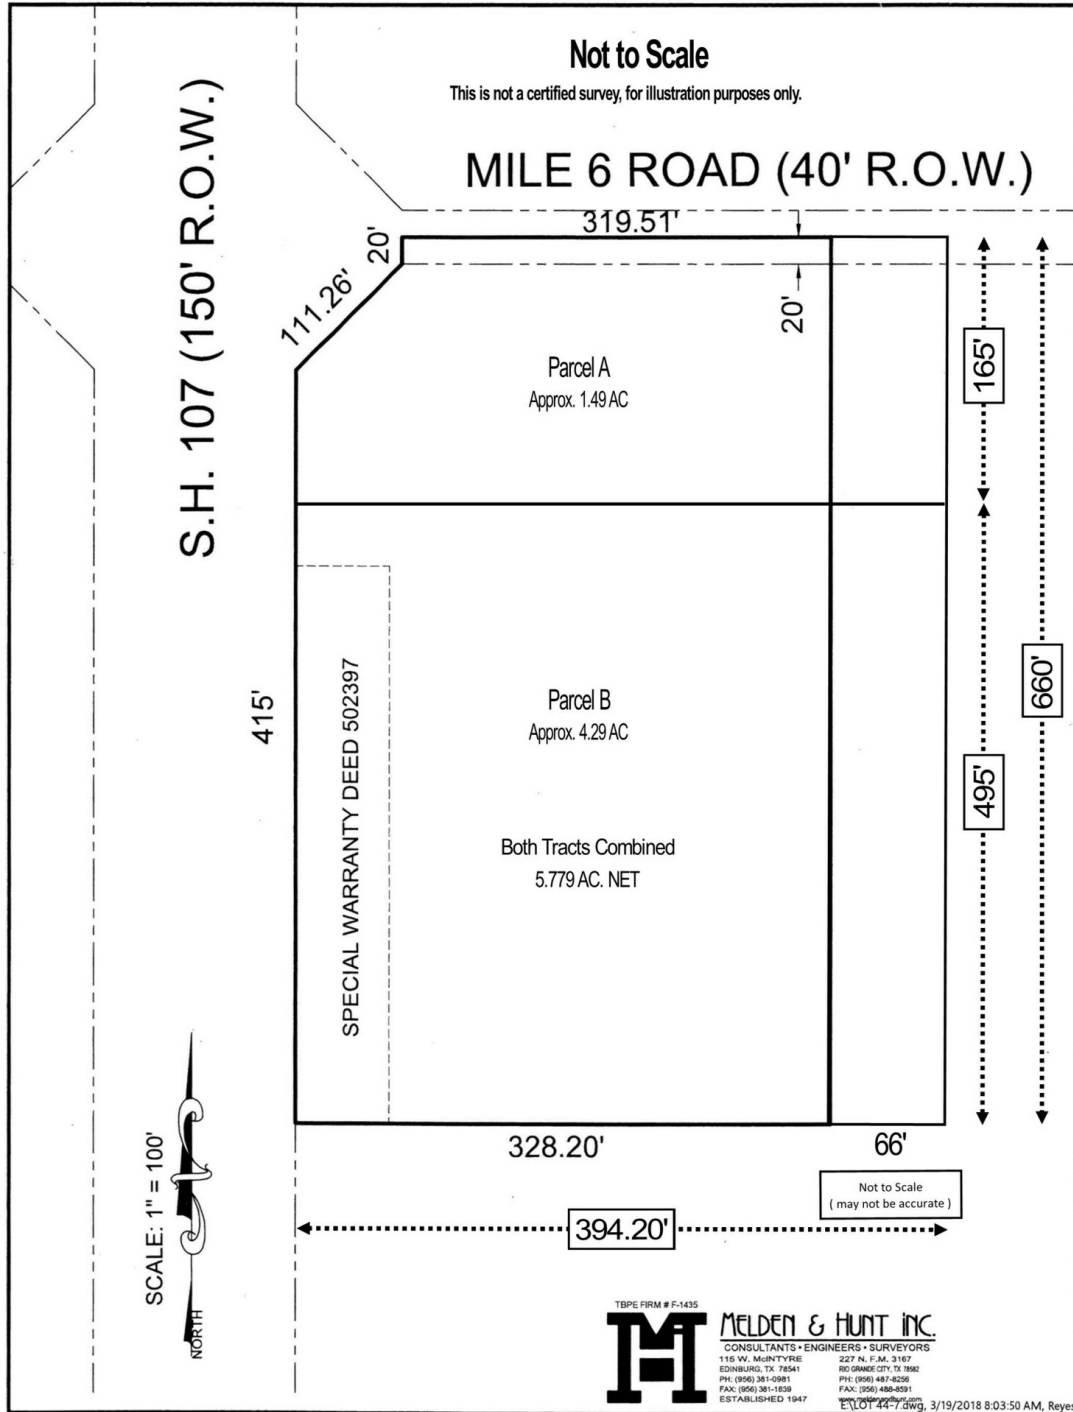 Not to Scale
This is not a certified survey, for illustration purposes only.
MILE 6 ROAD (40' R.O.W.)
S.H. 107 (150' R.O.W.)
319.51'
20'
111.26'
20'
Parcel A
Approx. 1.49 AC
165'
660'
495'
415'
SPECIAL WARRANTY DEED 502397
Parcel B
Approx. 4.29 AC
Both Tracts Combined
5.779 AC. NET
328.20'
66'
Not to Scale
( may not be accurate )
394.20'
SCALE: 1" = 100'
NORTH
TBPE FIRM # F-1435
MELDEN & HUNT INC.
CONSULTANTS • ENGINEERS • SURVEYORS
115 W. McINTYRE
EDINBURG, TX 78541
PH: (956) 381-0981
FAX: (956) 381-1839
ESTABLISHED 1947
227 N. F.M. 3167
RIO GRANDE CITY, TX 78582
PH: (956) 487-8256
FAX: (956) 488-8591
www.meldenandhunt.com
E:\LOT 44-7.dwg, 3/19/2018 8:03:50 AM, Reyes